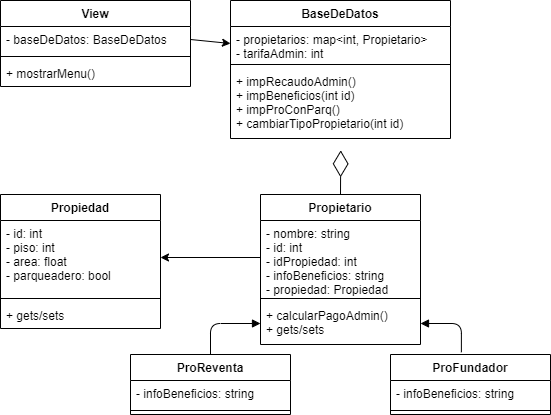 View
- baseDeDatos: BaseDeDatos
+ mostrarMenu()
BaseDeDatos
- propietarios: map<int, Propietario>
- tarifaAdmin: int
+ impRecaudoAdmin()
+ impBeneficios(int id)
+ impProConParq()
+ cambiarTipoPropietario(int id)
Propiedad
- id: int
- piso: int
- area: float
- parqueadero: bool
+ gets/sets
Propietario
- nombre: string
- id: int
- idPropiedad: int
- infoBeneficios: string
- propiedad: Propiedad
+ calcularPagoAdmin()
+ gets/sets
ProReventa
- infoBeneficios: string
ProFundador
- infoBeneficios: string